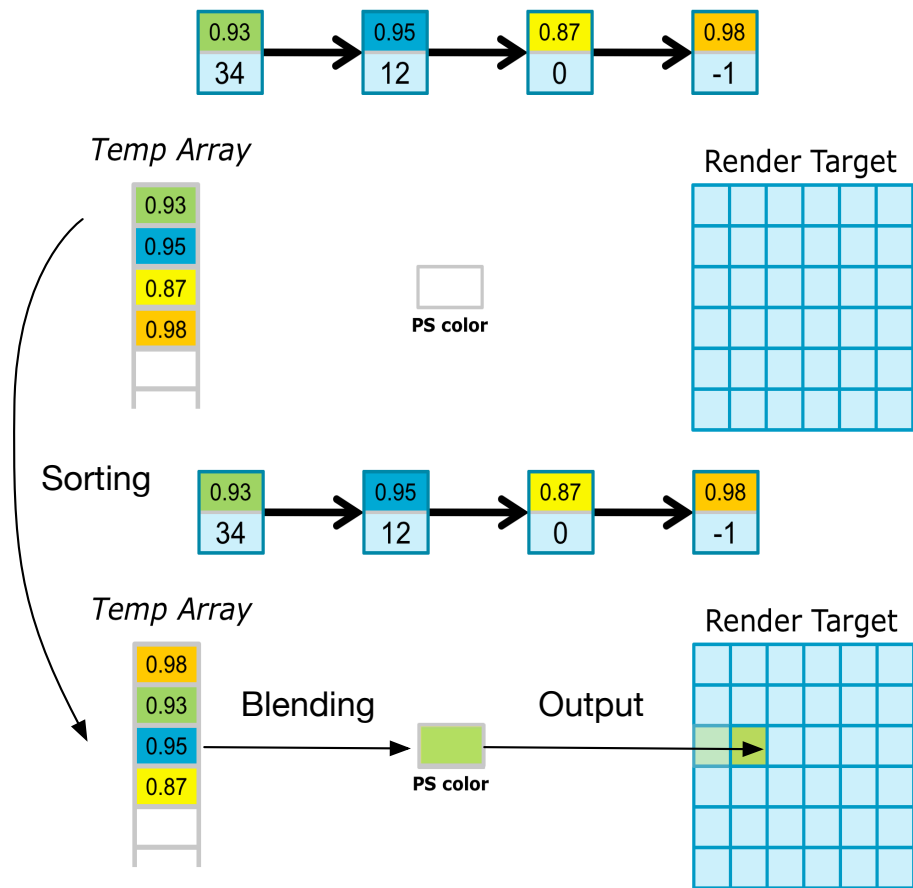 0.93 0.95 0.87 0.98
34 12 0 -1
Temp Array
Render Target
0.93
0.95
0.87
0.98
PS color
Sorting
0.93 0.95 0.87 0.98
34 12 0 -1
Temp Array
Render Target
0.98
0.93
0.95
0.87
Blending
PS color
Output